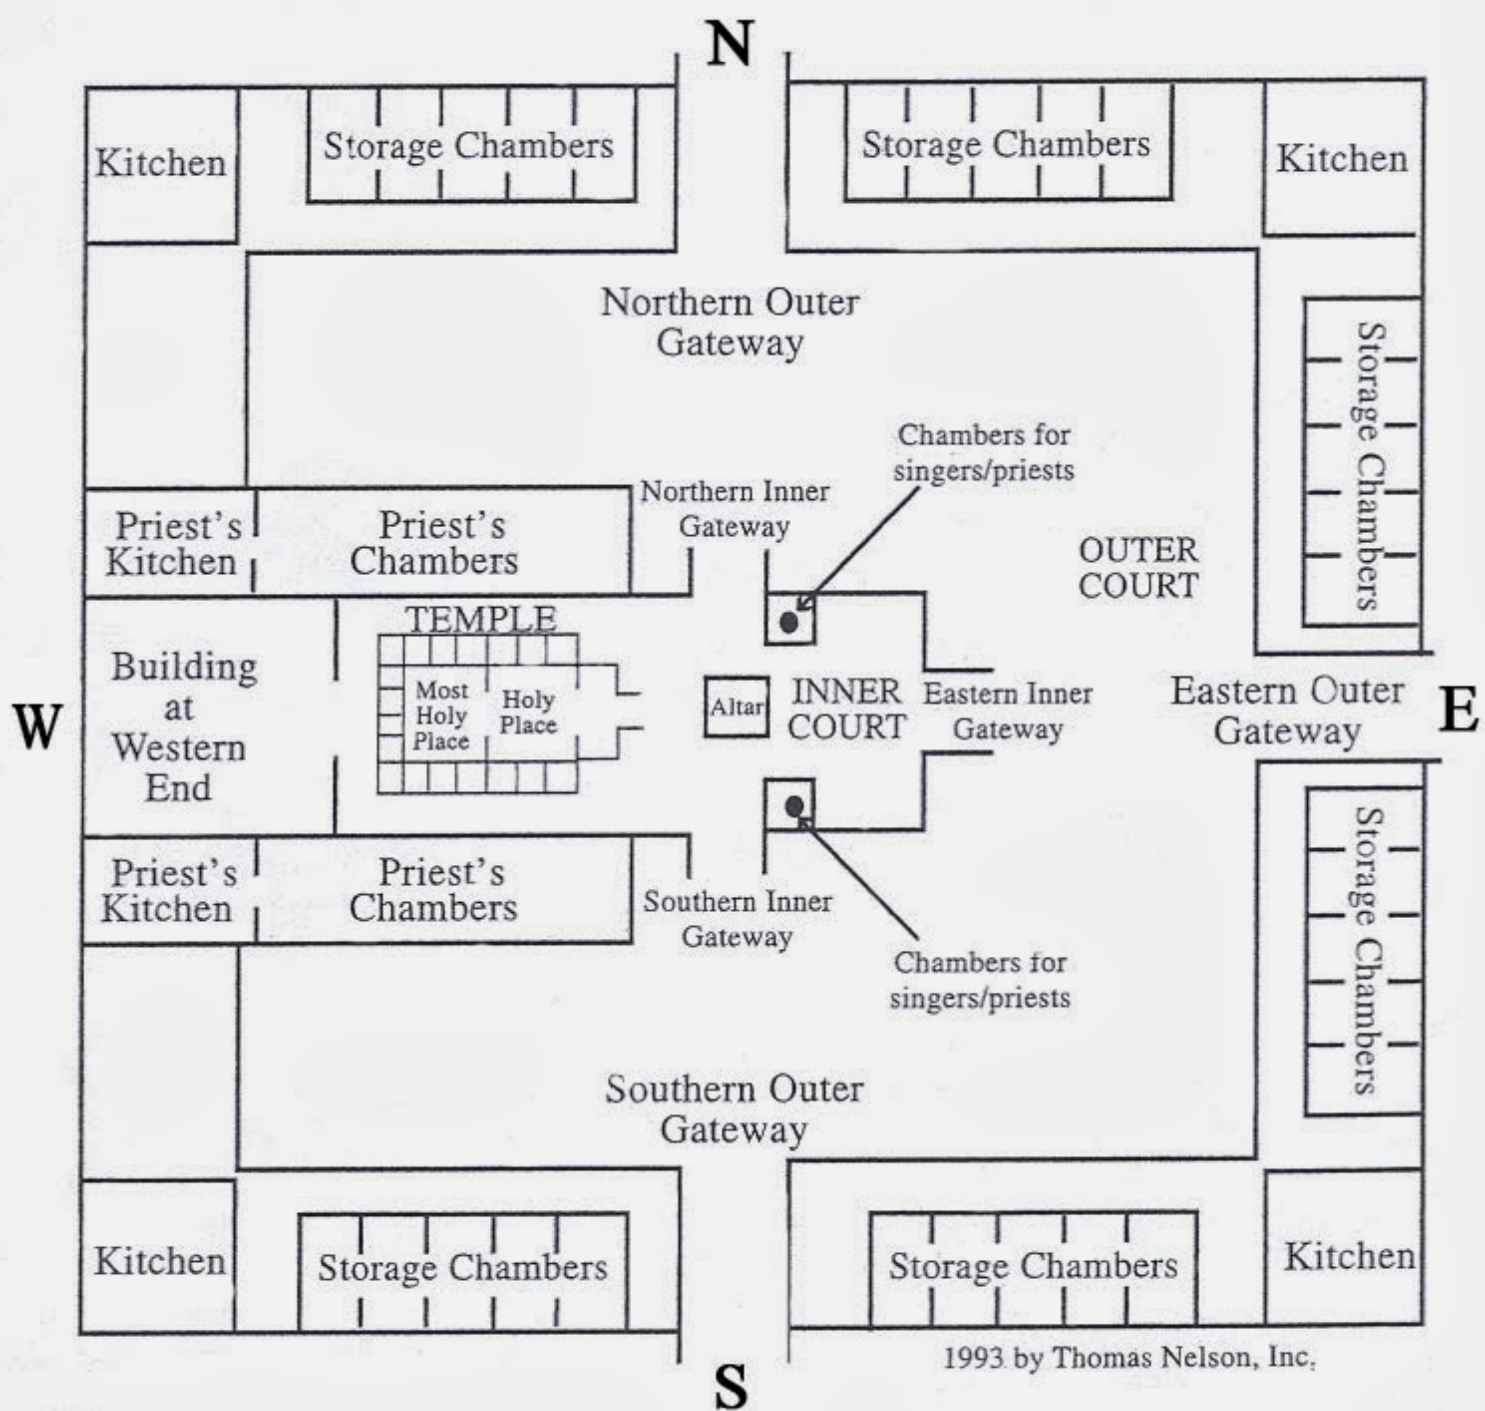 N
Kitchen
Storage Chambers
Storage Chambers
Kitchen
Northern Outer
Gateway
Storage Chambers
Chambers for
singers/priests
Northern Inner
Gateway
Priest's
Kitchen
Priest's
Chambers
OUTER
COURT
TEMPLE
Building
at
Western
End
Most
Holy
Place
Holy
Place
Altar
INNER
COURT
Eastern Inner
Gateway
Eastern Outer
Gateway
W
E
Priest's
Kitchen
Priest's
Chambers
Southern Inner
Gateway
Chambers for
singers/priests
Storage Chambers
Southern Outer
Gateway
Kitchen
Storage Chambers
Storage Chambers
Kitchen
1993 by Thomas Nelson, Inc.
S